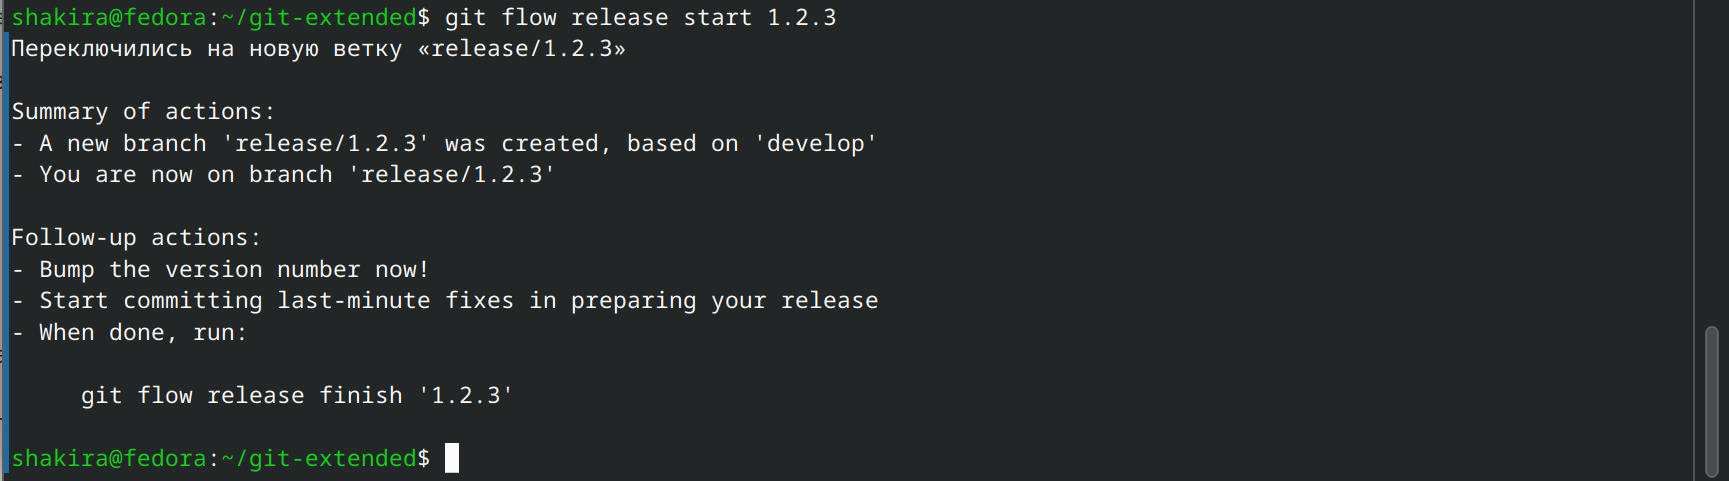 shakira@fedora:~/git-extended$ git flow release start 1.2.3
Переключились на новую ветку «release/1.2.3»
Summary of actions:
- A new branch 'release/1.2.3' was created, based on 'develop'
- You are now on branch 'release/1.2.3'
Follow-up actions:
- Bump the version number now!
- Start committing last-minute fixes in preparing your release
- When done, run:
git flow release finish '1.2.3'
shakira@fedora:~/git-extended$